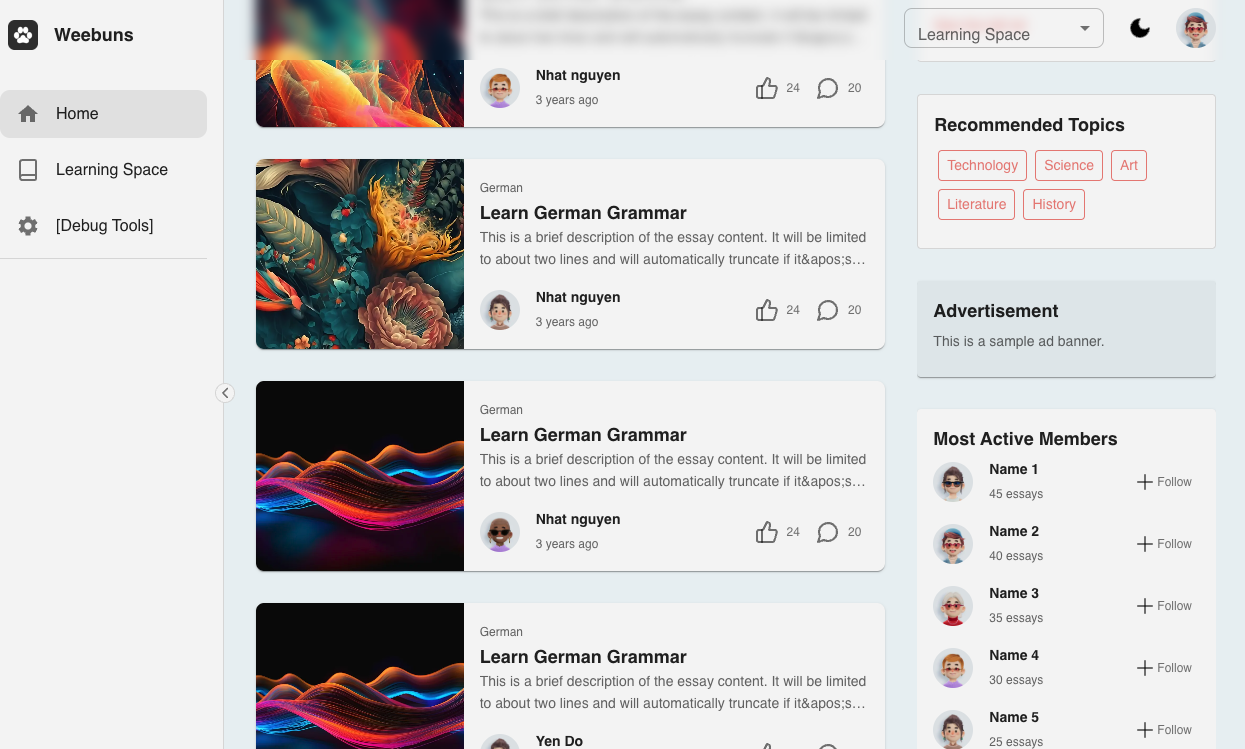 Weebuns
Home
Learning Space
[Debug Tools]
Nhat nguyen
3 years ago
24
20
German
Learn German Grammar
This is a brief description of the essay content. It will be limited
to about two lines and will automatically truncate if it&apos;s…
Nhat nguyen
3 years ago
24
20
German
Learn German Grammar
This is a brief description of the essay content. It will be limited
to about two lines and will automatically truncate if it&apos;s…
Nhat nguyen
3 years ago
24
20
German
Learn German Grammar
This is a brief description of the essay content. It will be limited
to about two lines and will automatically truncate if it&apos;s…
Yen Do
Learning Space
Recommended Topics
Technology
Science
Art
Literature
History
Advertisement
This is a sample ad banner.
Most Active Members
Name 1
45 essays
Follow
Name 2
40 essays
Follow
Name 3
35 essays
Follow
Name 4
30 essays
Follow
Name 5
25 essays
Follow